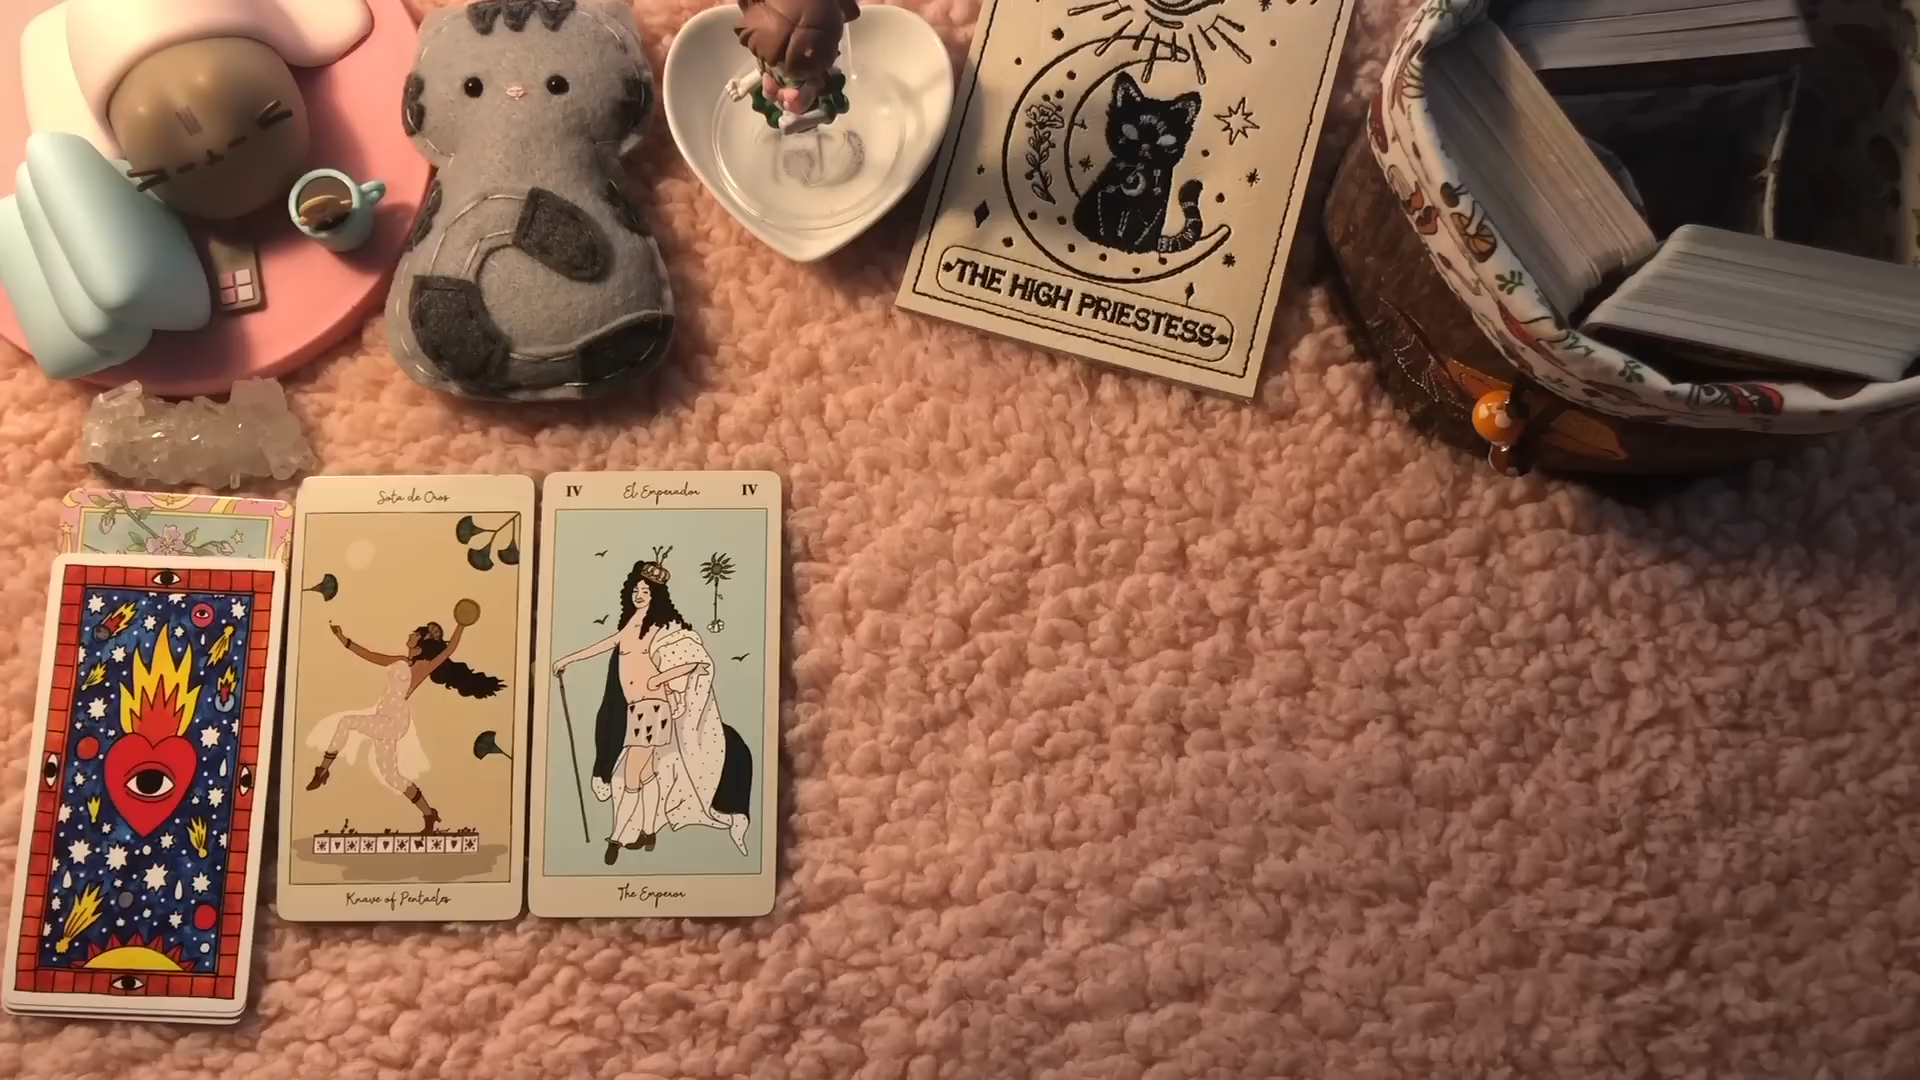 THE HIGH PRIESTESS
Sota de Oros
Knave of Pentacles
IV El Emperador IV
The Emperor